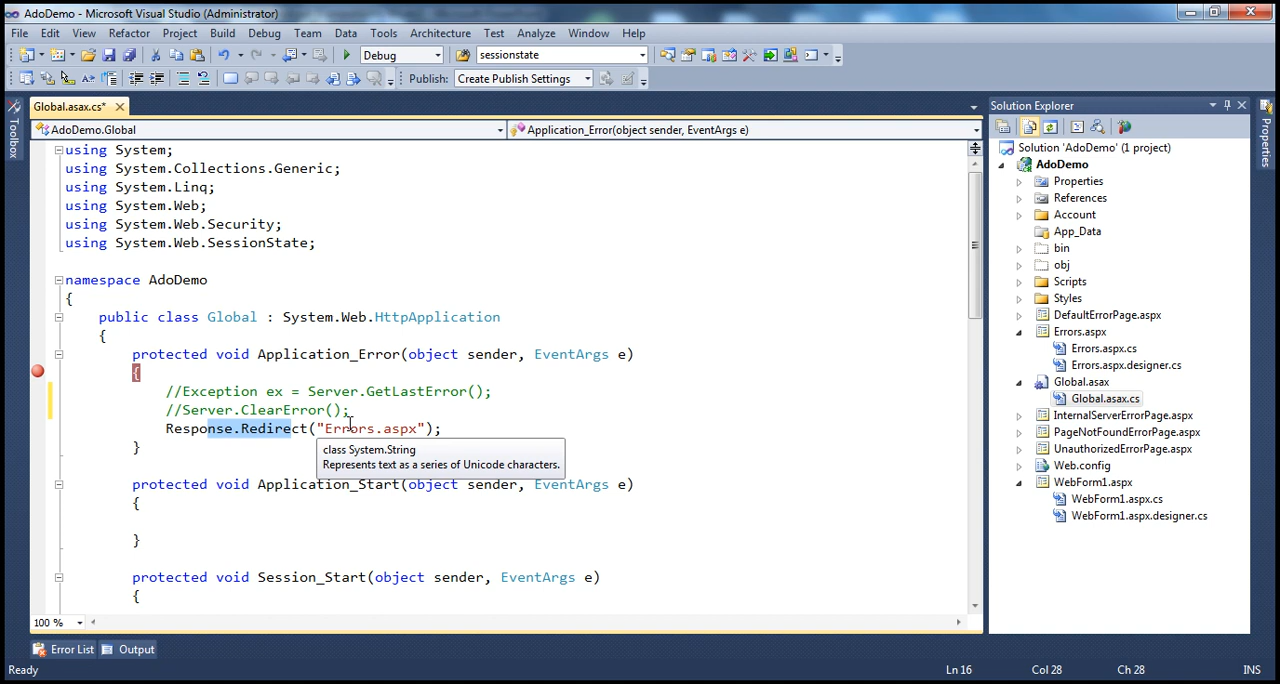 AdoDemo - Microsoft Visual Studio (Administrator)
File Edit View Refactor Project Build Debug Team Data Tools Architecture Test Analyze Window Help
Debug sessionstate
Publish: Create Publish Settings
Toolbox
Global.asax.cs*
AdoDemo.Global Application_Error(object sender, EventArgs e)
using System;
using System.Collections.Generic;
using System.Linq;
using System.Web;
using System.Web.Security;
using System.Web.SessionState;
namespace AdoDemo
{
public class Global : System.Web.HttpApplication
{
protected void Application_Error(object sender, EventArgs e)
{
//Exception ex = Server.GetLastError();
//Server.ClearError();
Response.Redirect("Errors.aspx");
}
class System.String
Represents text as a series of Unicode characters.
protected void Application_Start(object sender, EventArgs e)
{
}
protected void Session_Start(object sender, EventArgs e)
{
100 %
Solution Explorer
Solution 'AdoDemo' (1 project)
AdoDemo
Properties
References
Account
App_Data
bin
obj
Scripts
Styles
DefaultErrorPage.aspx
Errors.aspx
Errors.aspx.cs
Errors.aspx.designer.cs
Global.asax
Global.asax.cs
InternalServerErrorPage.aspx
PageNotFoundErrorPage.aspx
UnauthorizedErrorPage.aspx
Web.config
WebForm1.aspx
WebForm1.aspx.cs
WebForm1.aspx.designer.cs
Properties
Error List Output
Ready Ln 16 Col 28 Ch 28 INS